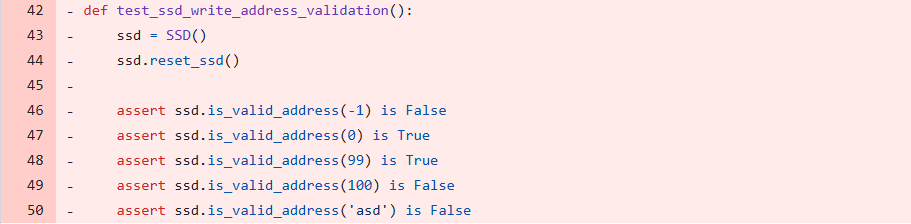 42 - def test_ssd_write_address_validation():
43 -     ssd = SSD()
44 -     ssd.reset_ssd()
45 -
46 -     assert ssd.is_valid_address(-1) is False
47 -     assert ssd.is_valid_address(0) is True
48 -     assert ssd.is_valid_address(99) is True
49 -     assert ssd.is_valid_address(100) is False
50 -     assert ssd.is_valid_address('asd') is False